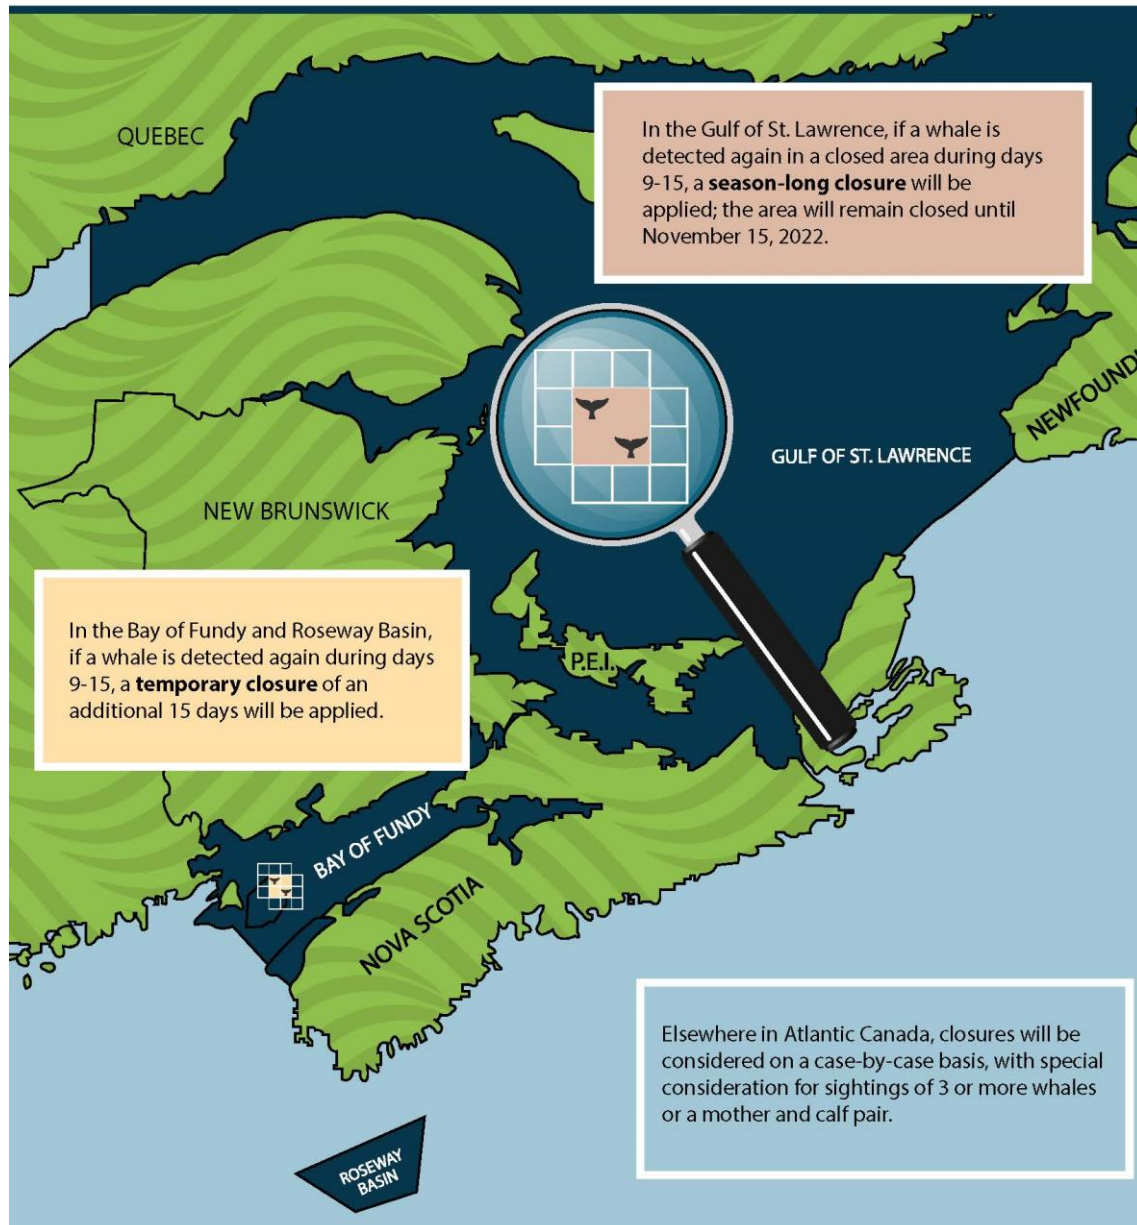 QUEBEC
In the Gulf of St. Lawrence, if a whale is
detected again in a closed area during days
9-15, a season-long closure will be
applied; the area will remain closed until
November 15, 2022.
GULF OF ST. LAWRENCE
NEW BRUNSWICK
In the Bay of Fundy and Roseway Basin,
if a whale is detected again during days
9-15, a temporary closure of an
additional 15 days will be applied.
P.E.I.
BAY OF FUNDY
NOVA SCOTIA
Elsewhere in Atlantic Canada, closures will be
considered on a case-by-case basis, with special
consideration for sightings of 3 or more whales
or a mother and calf pair.
ROSEWAY
BASIN